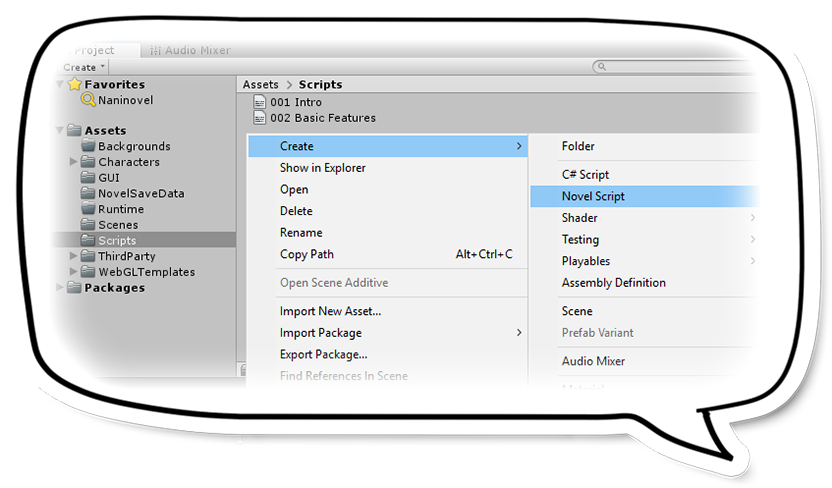 Project Audio Mixer
Create
Favorites
Naninovel
Assets
Backgrounds
Characters
GUI
NovelSaveData
Runtime
Scenes
Scripts
ThirdParty
WebGLTemplates
Packages
Assets > Scripts
001 Intro
002 Basic Features
Create >
Show in Explorer
Open
Delete
Rename
Copy Path Alt+Ctrl+C
Open Scene Additive
Import New Asset...
Import Package >
Export Package...
Find References In Scene
Folder
C# Script
Novel Script
Shader >
Testing >
Playables >
Assembly Definition
Scene
Prefab Variant
Audio Mixer
Material